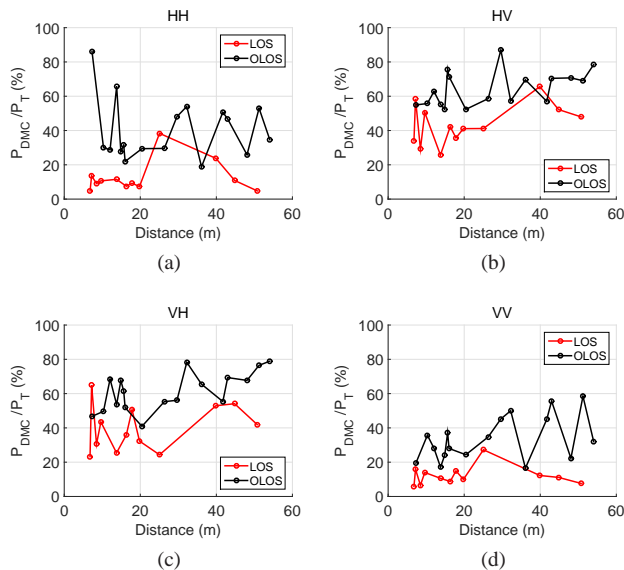 HH
P_DMC/P_T (%)
100
80
60
40
20
0
0 20 40 60
Distance (m)
LOS
OLOS
(a)
HV
P_DMC/P_T (%)
100
80
60
40
20
0
0 20 40 60
Distance (m)
LOS
OLOS
(b)
VH
P_DMC/P_T (%)
100
80
60
40
20
0
0 20 40 60
Distance (m)
LOS
OLOS
(c)
VV
P_DMC/P_T (%)
100
80
60
40
20
0
0 20 40 60
Distance (m)
LOS
OLOS
(d)